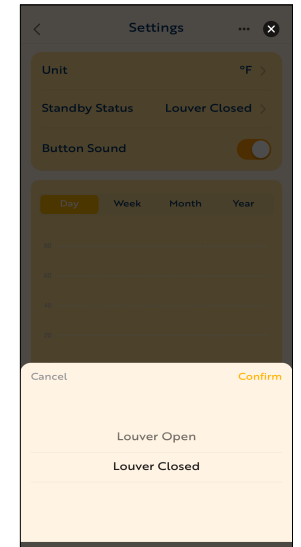 Settings
Unit °F
Standby Status Louver Closed
Button Sound
Day Week Month Year
Cancel Confirm
Louver Open
Louver Closed